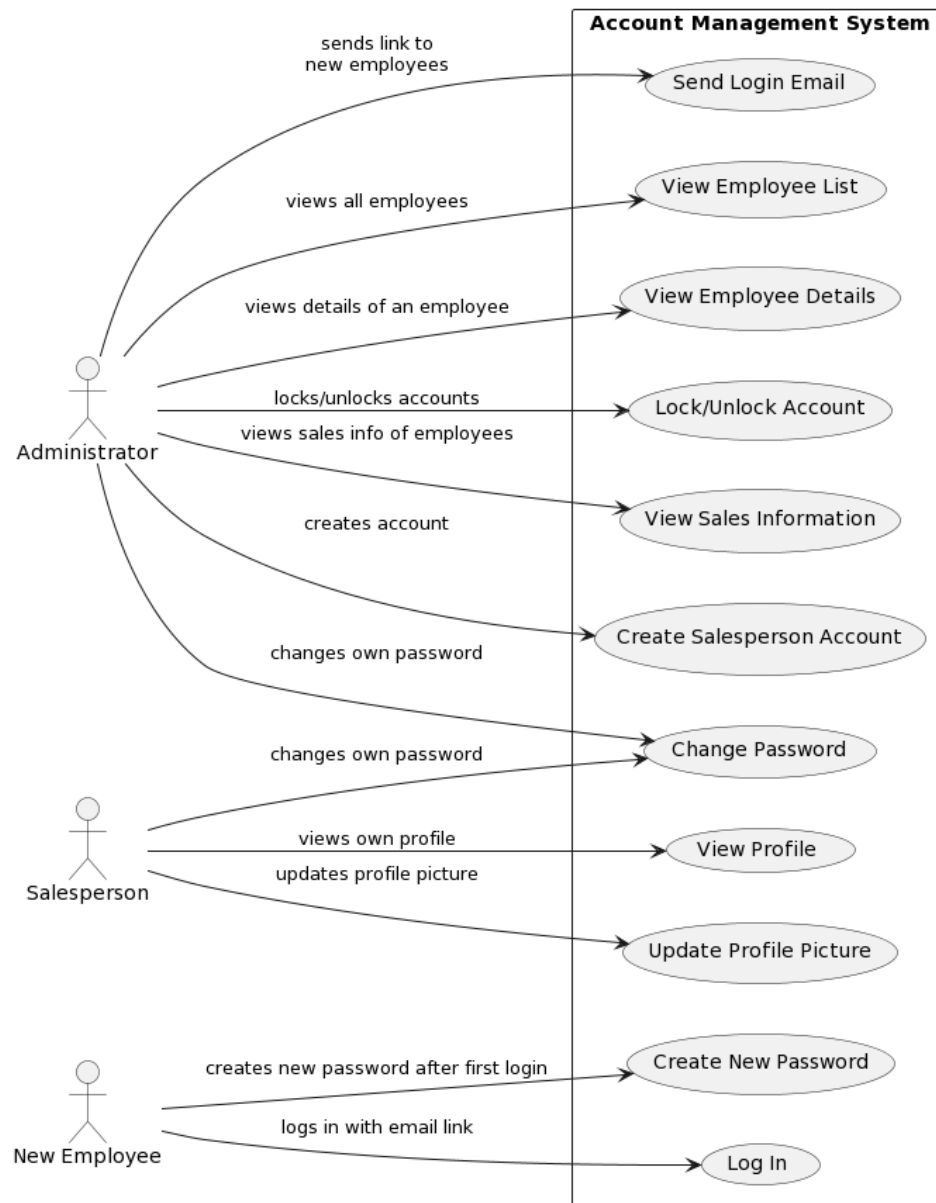 Account Management System
sends link to
new employees
Send Login Email
views all employees
View Employee List
views details of an employee
View Employee Details
locks/unlocks accounts
Lock/Unlock Account
Administrator
views sales info of employees
View Sales Information
creates account
Create Salesperson Account
changes own password
Change Password
changes own password
Salesperson
views own profile
View Profile
updates profile picture
Update Profile Picture
creates new password after first login
Create New Password
New Employee
logs in with email link
Log In